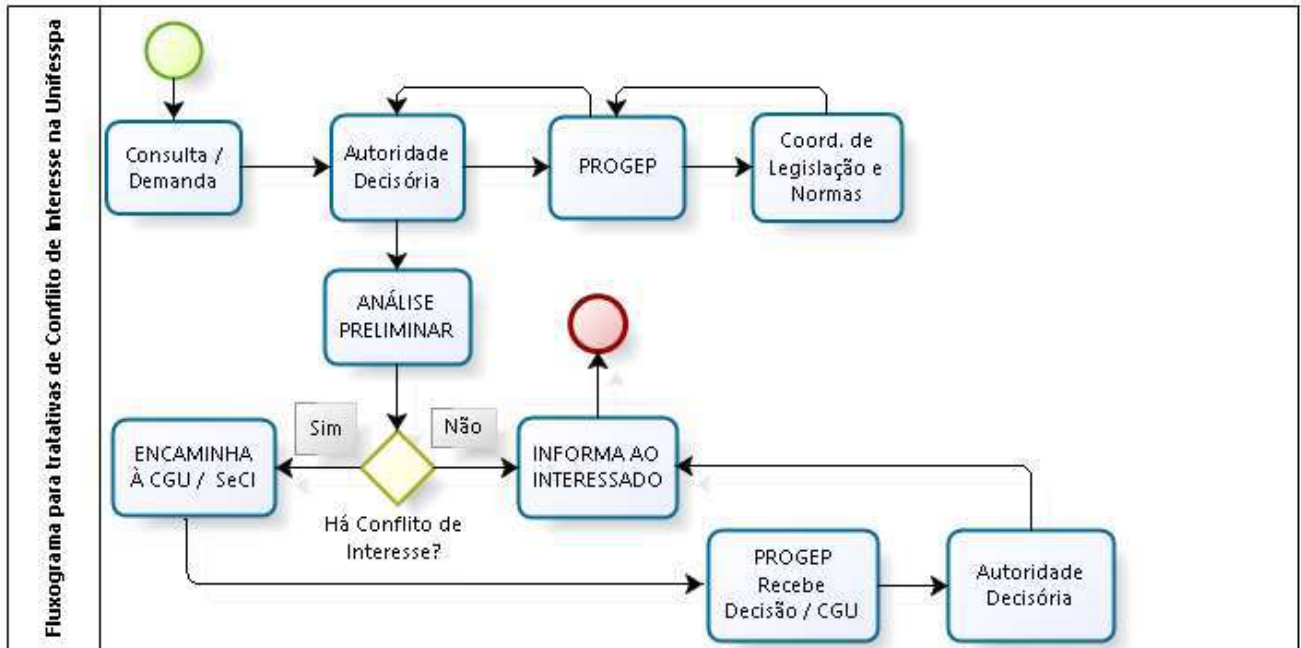 Fluxograma para tratativas de Conflito de Interesse na Unifesspa
Consulta /
Demanda
Autoridade
Decisória
PROGEP
Coord. de
Legislação e
Normas
ANÁLISE
PRELIMINAR
Sim
Não
ENCAMINHA
À CGU / SeCI
Há Conflito de
Interesse?
INFORMA AO
INTERESSADO
PROGEP
Recebe
Decisão / CGU
Autoridade
Decisória